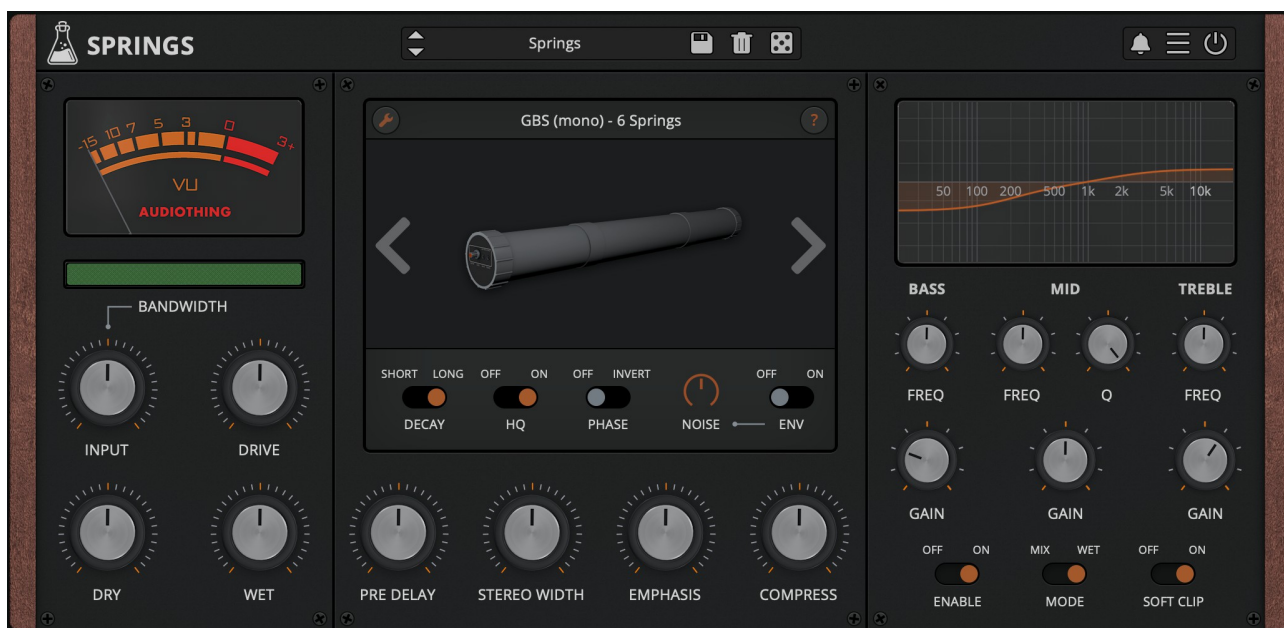 SPRINGS
Springs
-15 10 7 5 3 0 3+
VU
AUDIOTHING
BANDWIDTH
INPUT DRIVE
DRY WET
GBS (mono) - 6 Springs ?
SHORT LONG OFF ON OFF INVERT OFF ON
DECAY HQ PHASE NOISE ENV
PRE DELAY STEREO WIDTH EMPHASIS COMPRESS
50 100 200 500 1k 2k 5k 10k
BASS MID TREBLE
FREQ FREQ Q FREQ
GAIN GAIN GAIN
OFF ON MIX WET OFF ON
ENABLE MODE SOFT CLIP